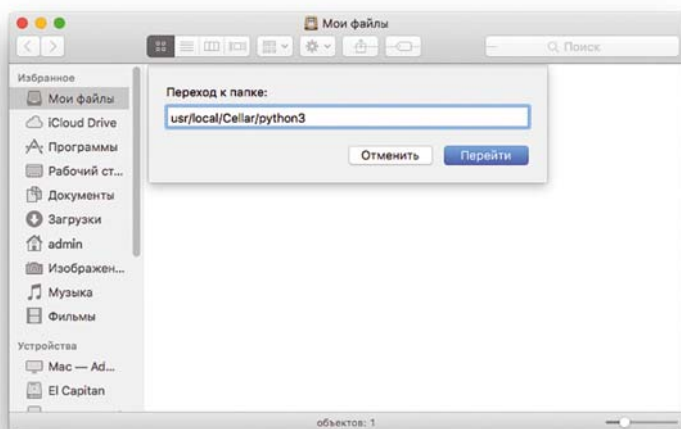 Мои файлы
Поиск
Избранное
Мои файлы
iCloud Drive
Программы
Рабочий ст...
Документы
Загрузки
admin
Изображен...
Музыка
Фильмы
Устройства
Mac — Ad...
El Capitan
Переход к папке:
usr/local/Cellar/python3
Отменить
Перейти
объектов: 1